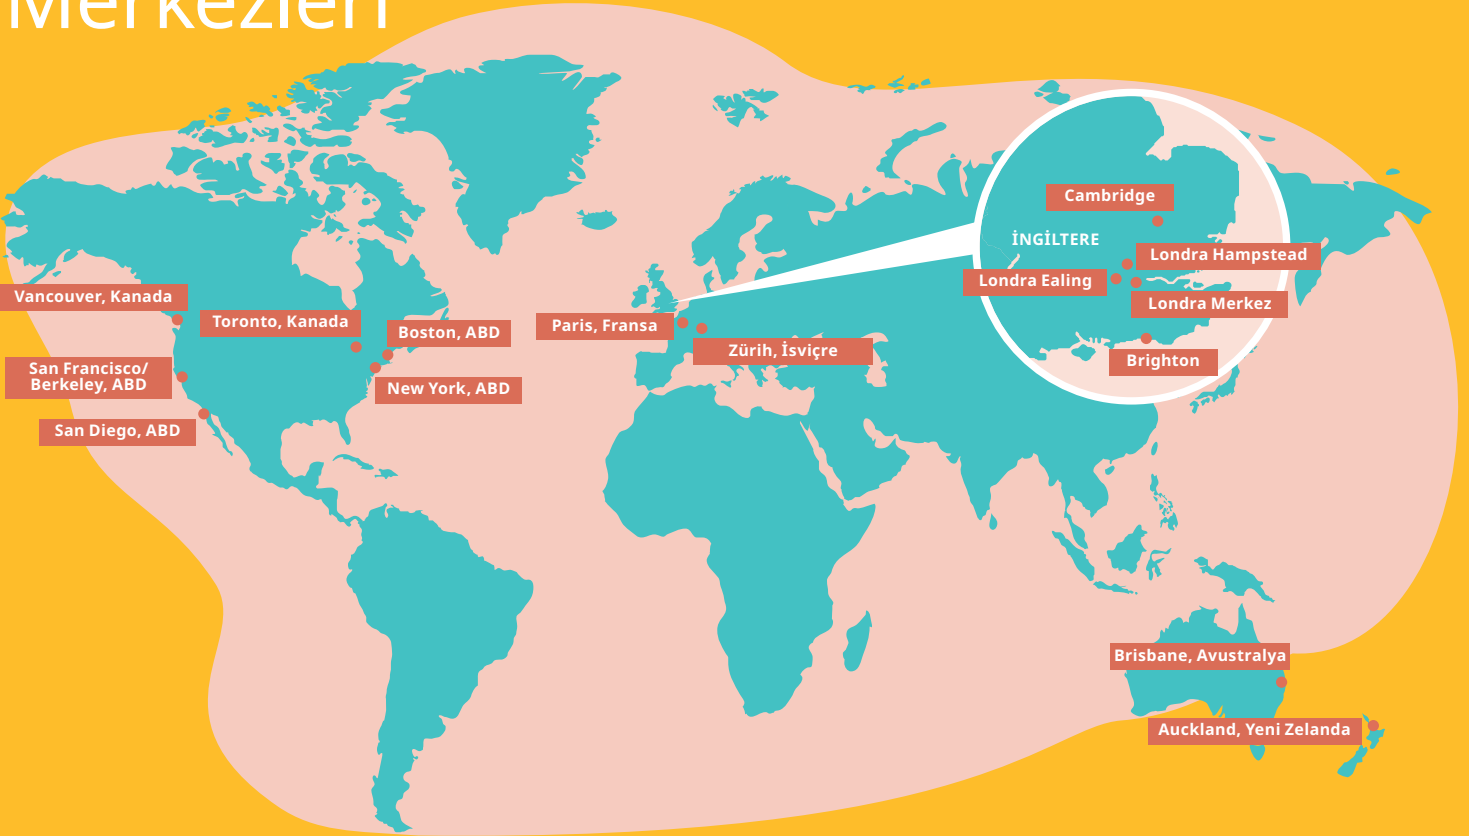 Merkezleri
Cambridge
İNGİLTERE
Londra Hampstead
Londra Ealing
Londra Merkez
Brighton
Vancouver, Kanada
Toronto, Kanada
Boston, ABD
Paris, Fransa
Zürih, İsviçre
San Francisco/
Berkeley, ABD
New York, ABD
San Diego, ABD
Brisbane, Avustralya
Auckland, Yeni Zelanda